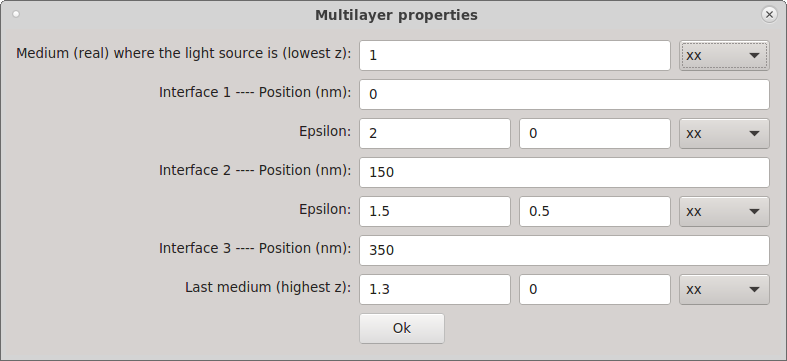 Multilayer properties
Medium (real) where the light source is (lowest z): 1 xx
Interface 1 ---- Position (nm): 0
Epsilon: 2 0 xx
Interface 2 ---- Position (nm): 150
Epsilon: 1.5 0.5 xx
Interface 3 ---- Position (nm): 350
Last medium (highest z): 1.3 0 xx
Ok